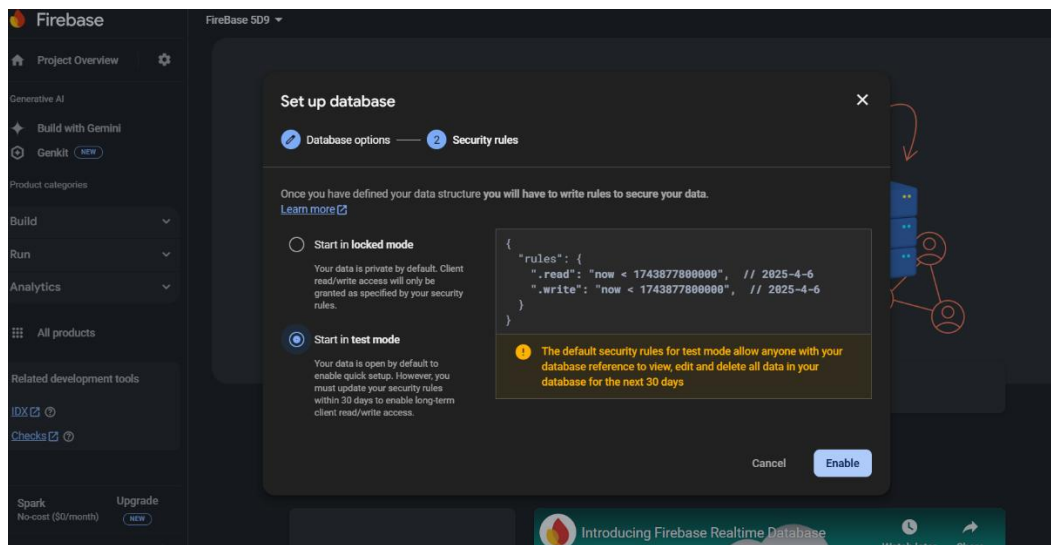 Firebase
FireBase 5D9
Project Overview
Generative AI
Build with Gemini
Genkit NEW
Product categories
Build
Run
Analytics
All products
Related development tools
IDX
Checks
Spark
No-cost ($0/month)
Upgrade
NEW
Set up database
Database options
2 Security rules
Once you have defined your data structure you will have to write rules to secure your data.
Learn more
Start in locked mode
Your data is private by default. Client
read/write access will only be
granted as specified by your security
rules.
Start in test mode
Your data is open by default to
enable quick setup. However, you
must update your security rules
within 30 days to enable long-term
client read/write access.
{
"rules": {
".read": "now < 1743877800000", // 2025-4-6
".write": "now < 1743877800000", // 2025-4-6
}
}
The default security rules for test mode allow anyone with your
database reference to view, edit and delete all data in your
database for the next 30 days
Cancel
Enable
Introducing Firebase Realtime Database